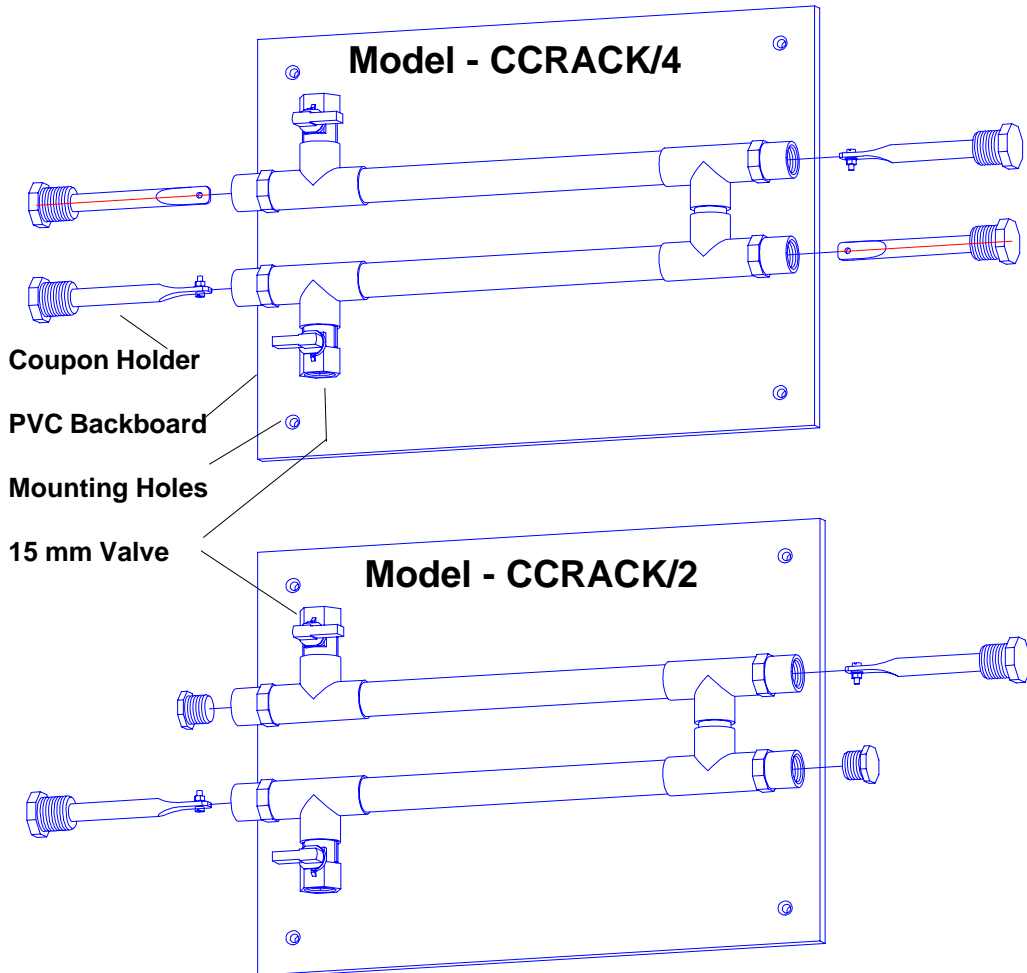 Model - CCRACK/4
Coupon Holder
PVC Backboard
Mounting Holes
15 mm Valve
Model - CCRACK/2